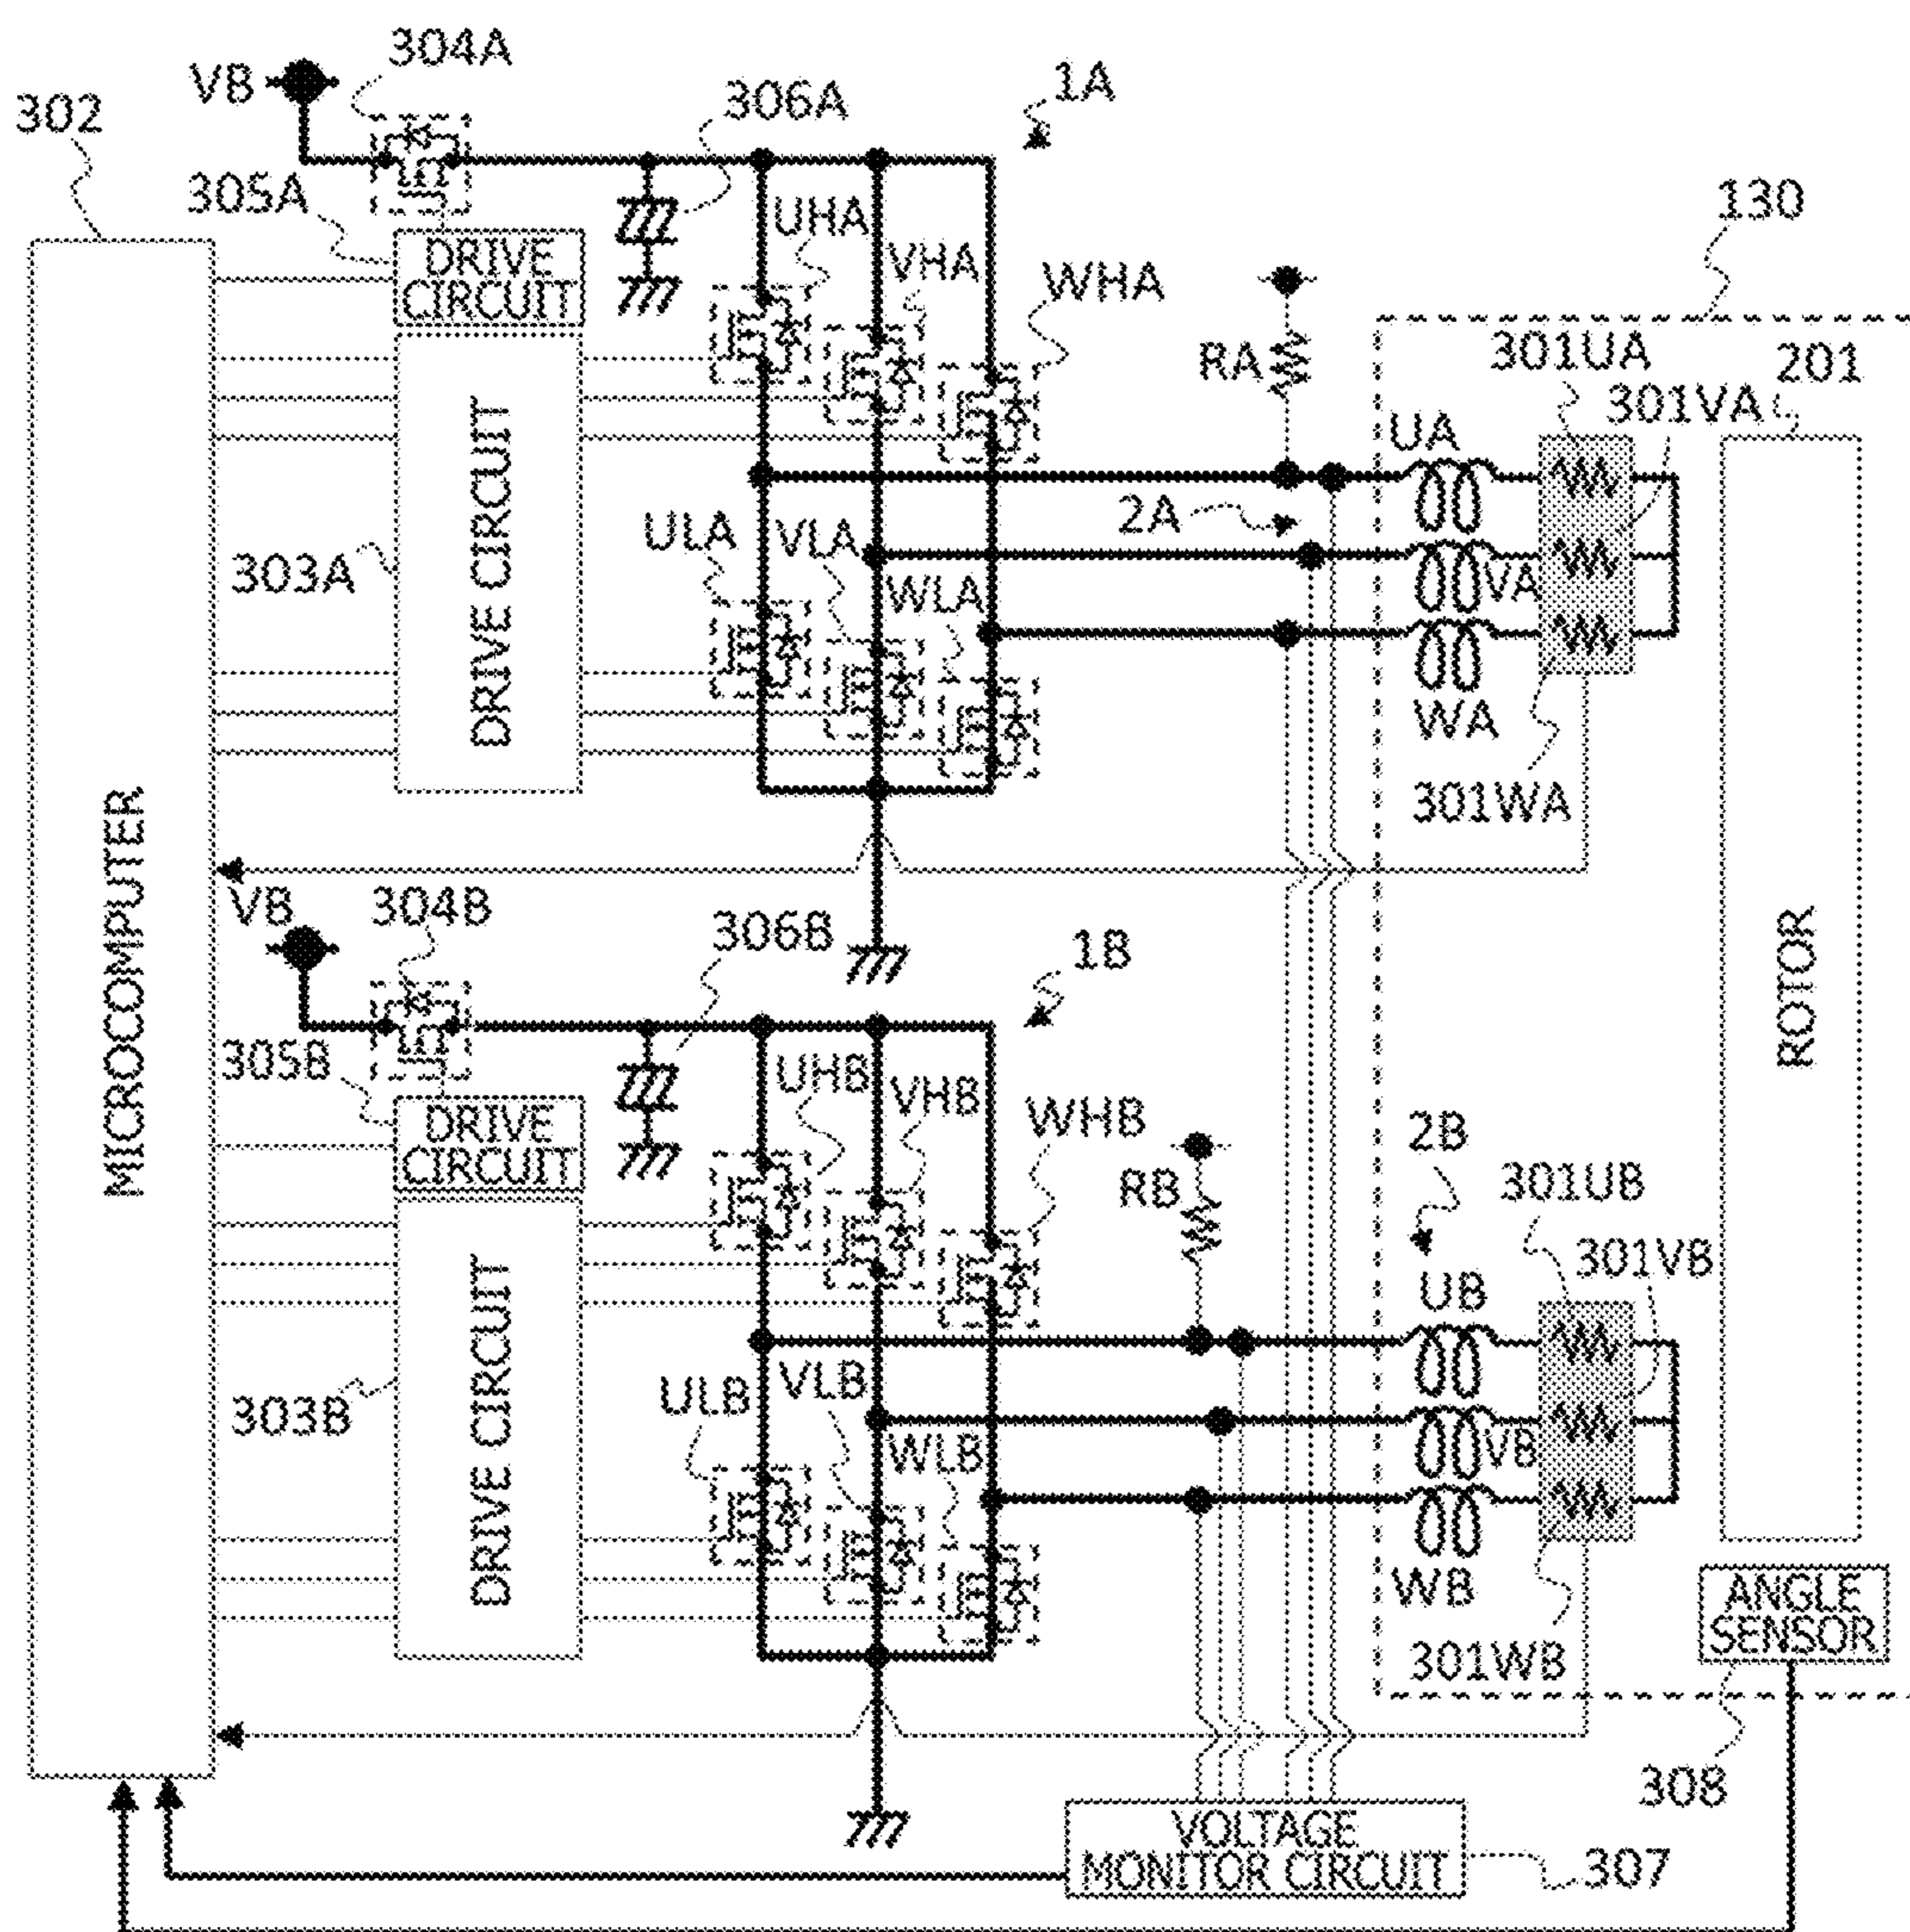 304A
VB
1A
306A
302
305A
130
UHA
DRIVE
CIRCUIT
VHA
WHA
RA
301UA
201
301VA
UA
2A
ULA
VLA
303A
DRIVE CIRCUIT
WLA
VA
WA
301WA
MICROCOMPUTER
VB
304B
306B
1B
ROTOR
305B
UHB
VHB
WHB
DRIVE
CIRCUIT
2B
RB
301UB
301VB
UB
ULB
VLB
303B
DRIVE CIRCUIT
WLB
VB
WB
ANGLE
SENSOR
301WB
308
VOLTAGE
MONITOR CIRCUIT
307